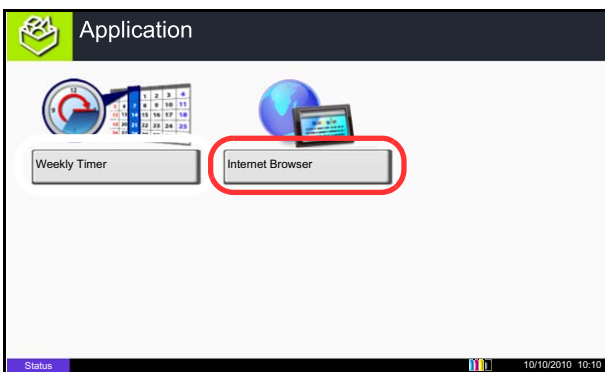 Application
Weekly Timer
Internet Browser
Status
10/10/2010 10:10